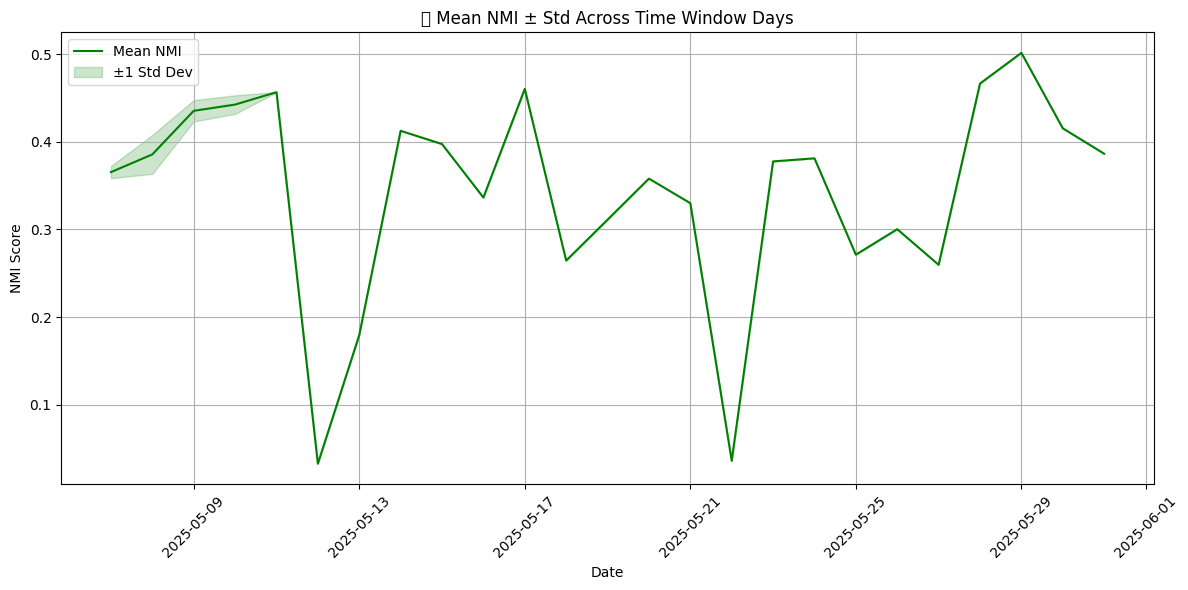 Mean NMI ± Std Across Time Window Days
Mean NMI
±1 Std Dev
NMI Score
0.5
0.4
0.3
0.2
0.1
2025-05-09
2025-05-13
2025-05-17
2025-05-21
2025-05-25
2025-05-29
2025-06-01
Date